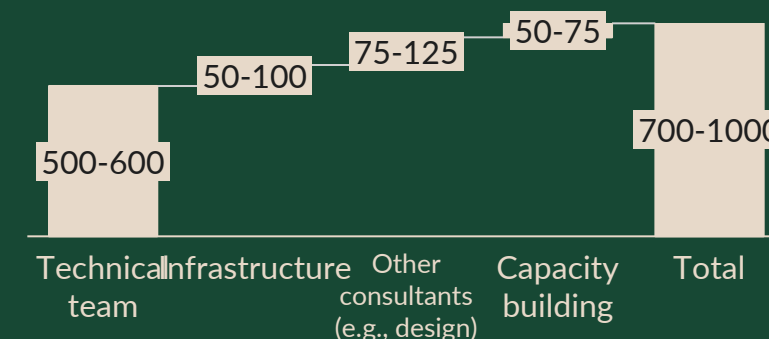 50-75
75-125
50-100
700-1000
500-600
Technical
team
Infrastructure
Other
consultants
(e.g., design)
Capacity
building
Total